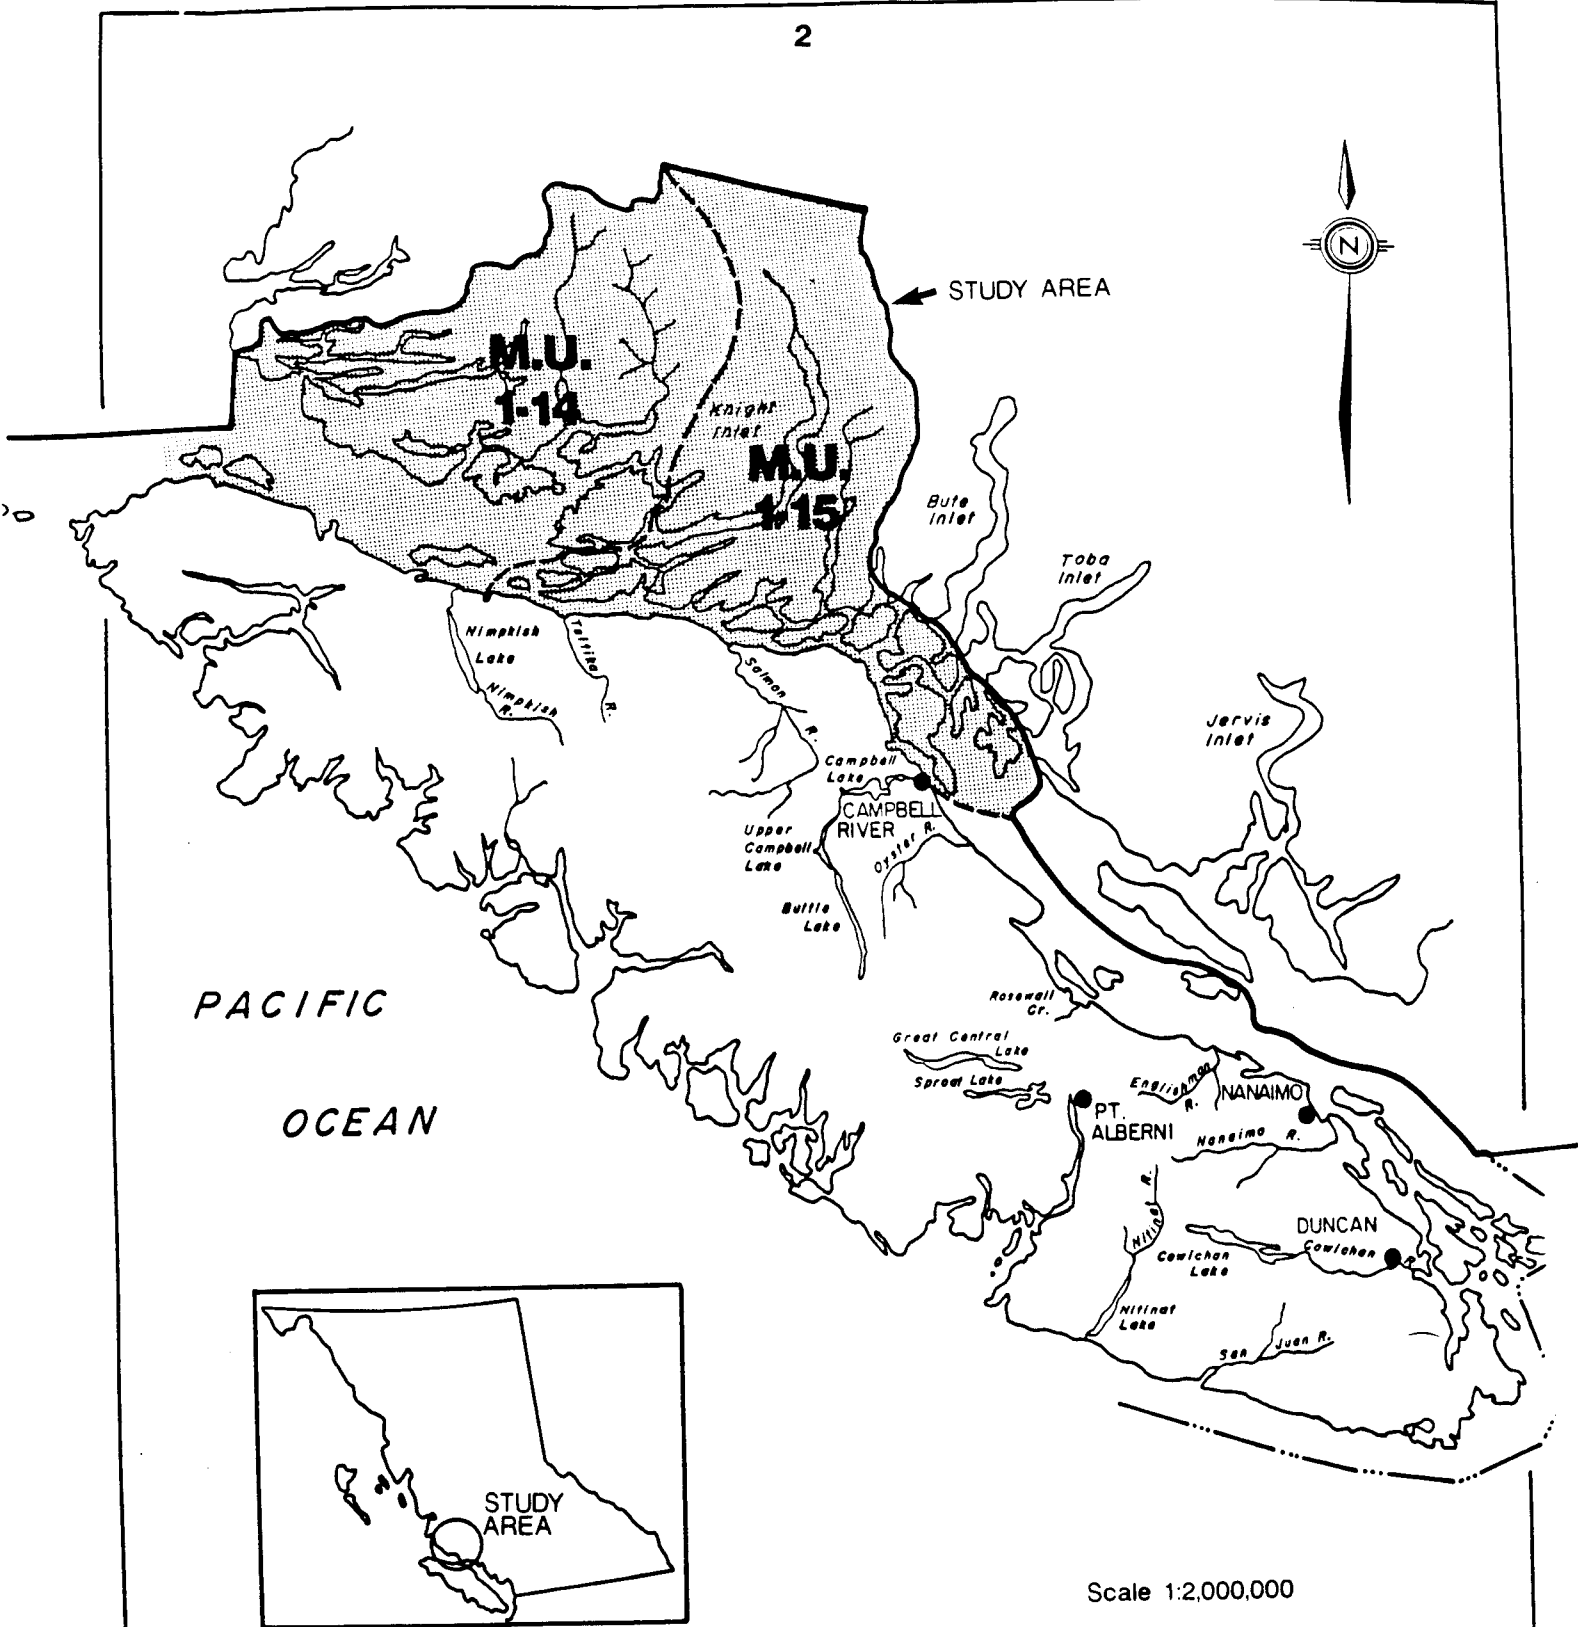 2
N
STUDY AREA
M.U.
1-14
Knight
Inlet
M.U.
1-15
Bute
Inlet
Toba
Inlet
Nimpkish
Lake
Nimpkish
R.
Tsitika
R.
Salmon
R.
Jervis
Inlet
Campbell
Lake
CAMPBELL
RIVER
Upper
Campbell
Lake
Oyster R.
Buttle
Lake
PACIFIC
OCEAN
Rosewall
Cr.
Great Central
Lake
Sproat Lake
Englishman
R.
NANAIMO
PT.
ALBERNI
Nanaimo R.
Nitinat R.
DUNCAN
Cowichan
R.
Cowichan
Lake
Nitinat
Lake
San Juan R.
STUDY
AREA
Scale 1:2,000,000